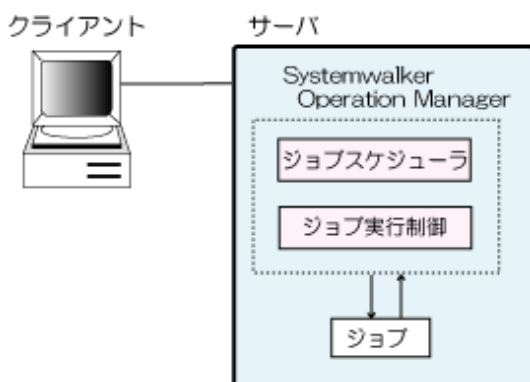 クライアント
サーバ
Systemwalker
Operation Manager
ジョブスケジューラ
ジョブ実行制御
ジョブ